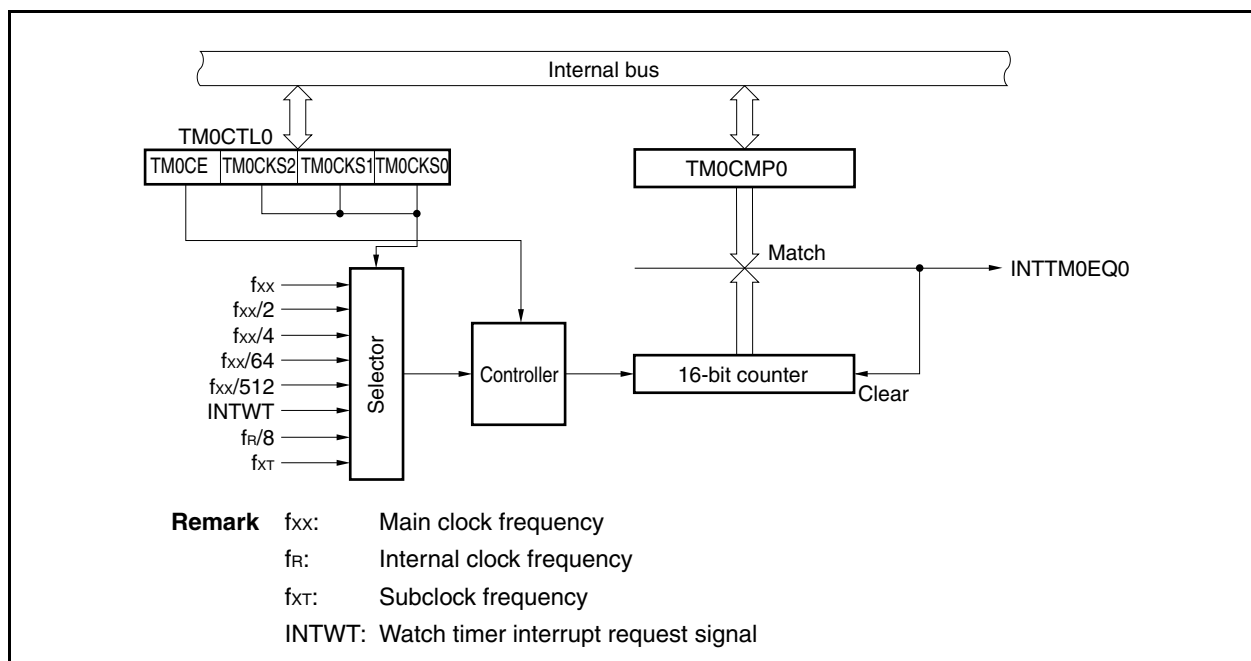 Internal bus
TM0CTL0
TM0CE TM0CKS2 TM0CKS1 TM0CKS0
TM0CMP0
Match
INTTM0EQ0
fXX
fXX/2
fXX/4
fXX/64
fXX/512
INTWT
fR/8
fXT
Selector
Controller
16-bit counter
Clear
Remark fXX: Main clock frequency
fR: Internal clock frequency
fXT: Subclock frequency
INTWT: Watch timer interrupt request signal